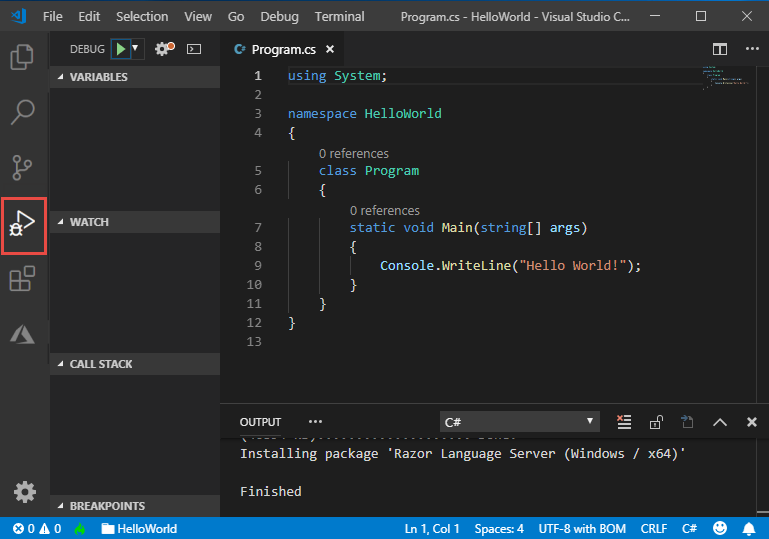 File Edit Selection View Go Debug Terminal Program.cs - HelloWorld - Visual Studio C...
DEBUG
VARIABLES
WATCH
CALL STACK
BREAKPOINTS
C# Program.cs
1 using System;
2
3 namespace HelloWorld
4 {
0 references
5 class Program
6 {
0 references
7 static void Main(string[] args)
8 {
9 Console.WriteLine("Hello World!");
10 }
11 }
12 }
13
OUTPUT ... C#
Installing package 'Razor Language Server (Windows / x64)'
Finished
0 0 HelloWorld Ln 1, Col 1 Spaces: 4 UTF-8 with BOM CRLF C#